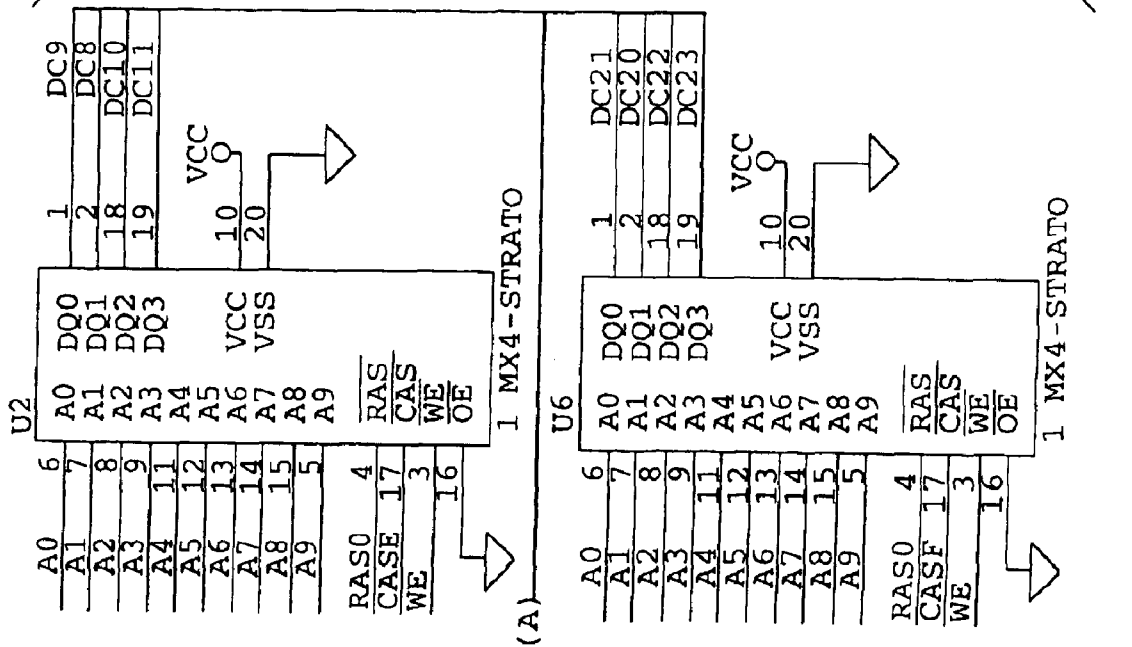 U2
A0 6 A0 DQ0 1 DC9
A1 7 A1 DQ1 2 DC8
A2 8 A2 DQ2 18 DC10
A3 9 A3 DQ3 19 DC11
A4 11 A4
A5 12 A5 VCC
A6 13 A6 VCC 10
A7 14 A7 VSS 20
A8 15 A8
A9 5 A9
RAS0 4 RAS
CASE 17 CAS
WE 3 WE
16 OE
1 MX4-STRATO
(A)
U6
A0 6 A0 DQ0 1 DC21
A1 7 A1 DQ1 2 DC20
A2 8 A2 DQ2 18 DC22
A3 9 A3 DQ3 19 DC23
A4 11 A4
A5 12 A5 VCC
A6 13 A6 VCC 10
A7 14 A7 VSS 20
A8 15 A8
A9 5 A9
RAS0 4 RAS
CASF 17 CAS
WE 3 WE
16 OE
1 MX4-STRATO